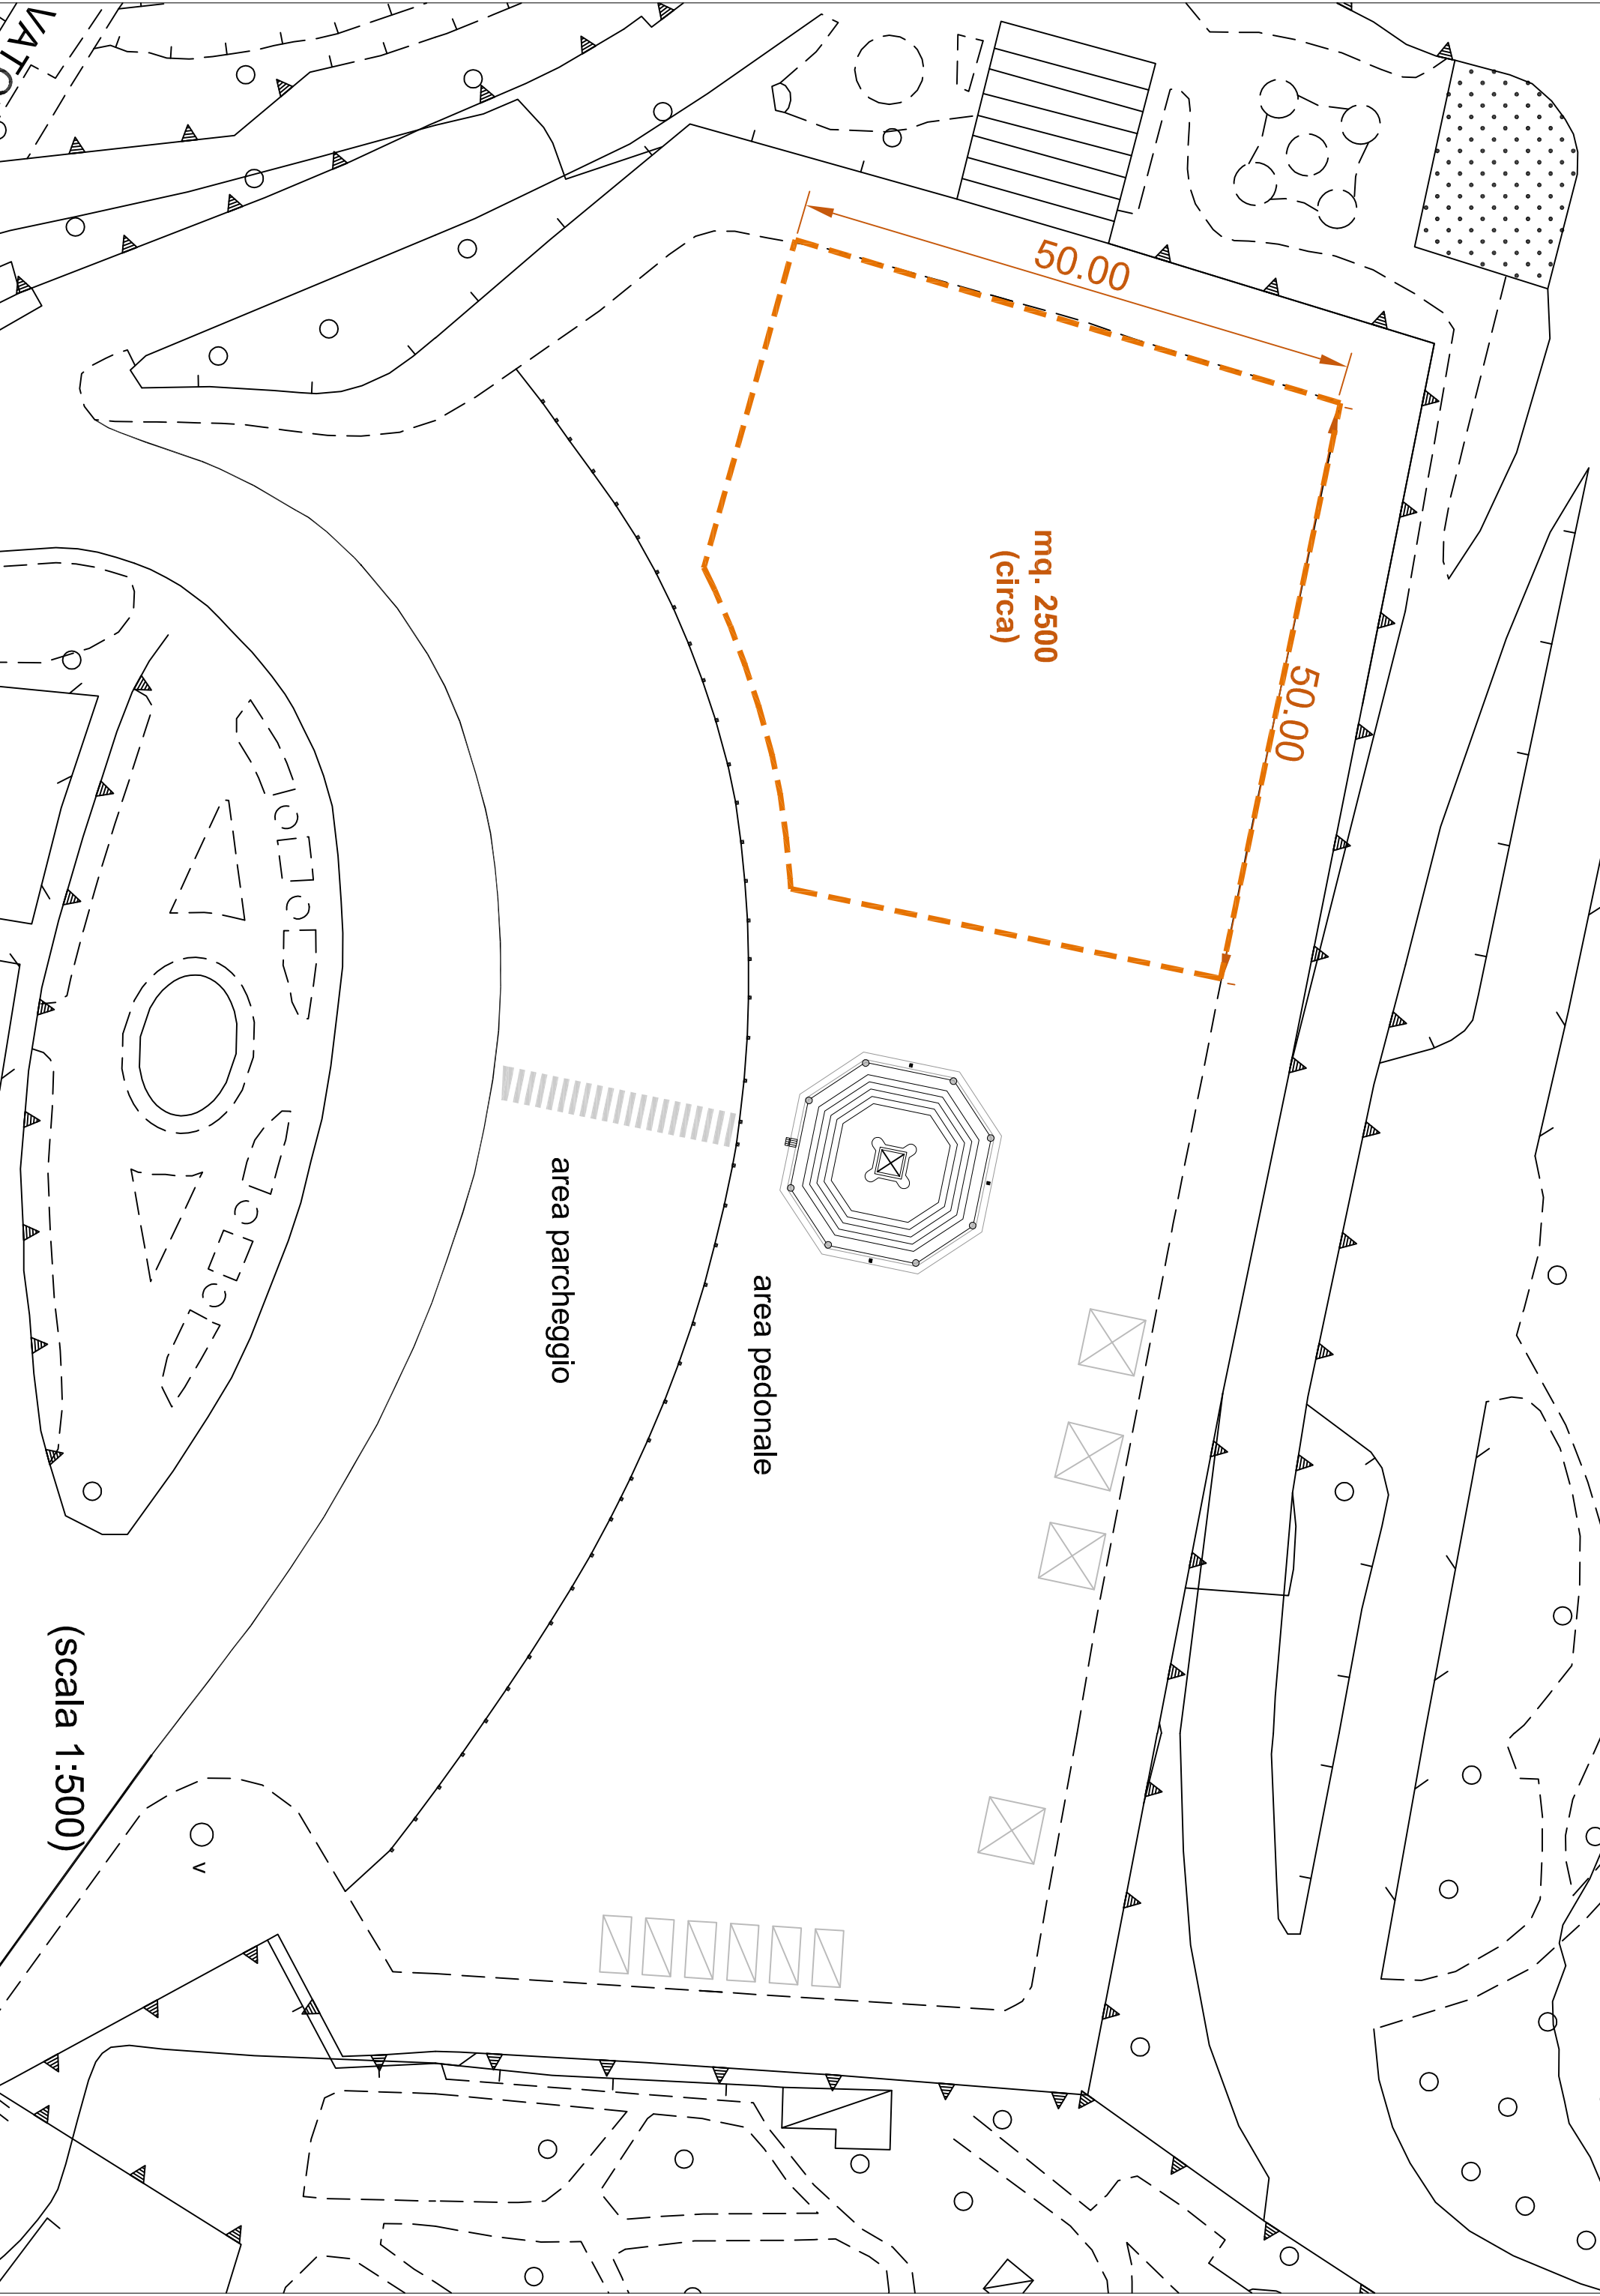 50.00
50.00
mq. 2500
(circa)
area parcheggio
area pedonale
(scala 1:500)